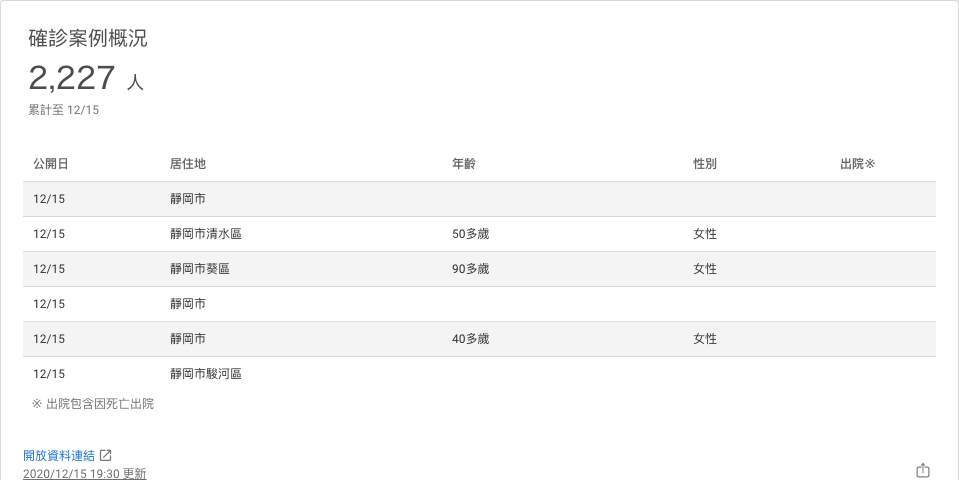 確診案例概況
2,227 人
累計至 12/15
公開日 居住地 年齡 性別 出院※
12/15 靜岡市
12/15 靜岡市清水區 50多歲 女性
12/15 靜岡市葵區 90多歲 女性
12/15 靜岡市
12/15 靜岡市 40多歲 女性
12/15 靜岡市駿河區
※ 出院包含因死亡出院
開放資料連結
2020/12/15 19:30 更新